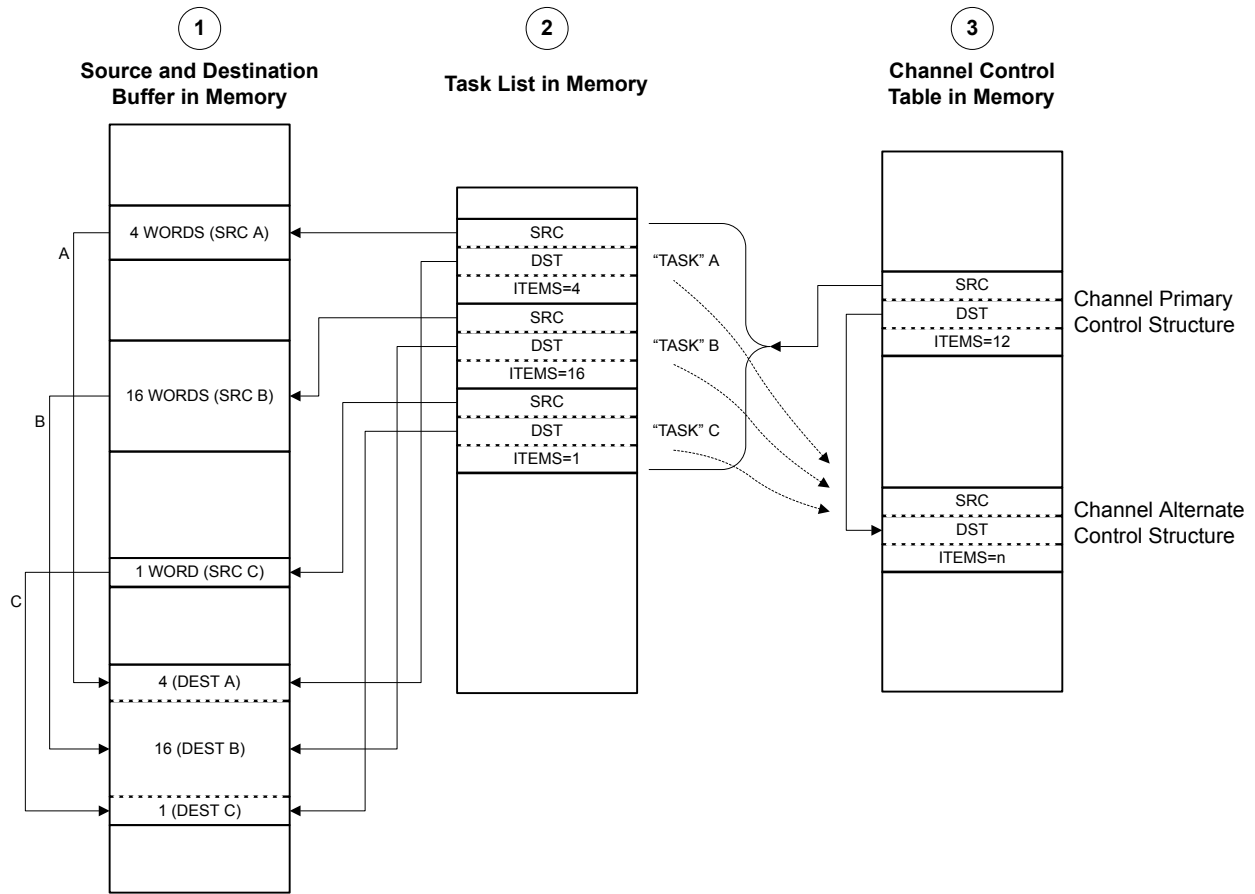 1
Source and Destination
Buffer in Memory
4 WORDS (SRC A)
16 WORDS (SRC B)
1 WORD (SRC C)
4 (DEST A)
16 (DEST B)
1 (DEST C)
A
B
C
2
Task List in Memory
SRC
DST
ITEMS=4
"TASK" A
SRC
DST
ITEMS=16
"TASK" B
SRC
DST
ITEMS=1
"TASK" C
3
Channel Control
Table in Memory
SRC
DST
ITEMS=12
Channel Primary
Control Structure
SRC
DST
ITEMS=n
Channel Alternate
Control Structure